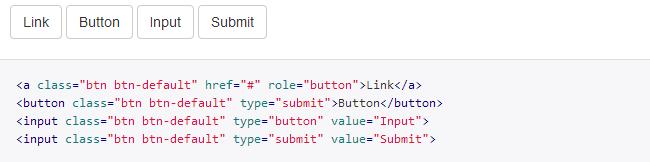 Link Button Input Submit
<a class="btn btn-default" href="#" role="button">Link</a>
<button class="btn btn-default" type="submit">Button</button>
<input class="btn btn-default" type="button" value="Input">
<input class="btn btn-default" type="submit" value="Submit">